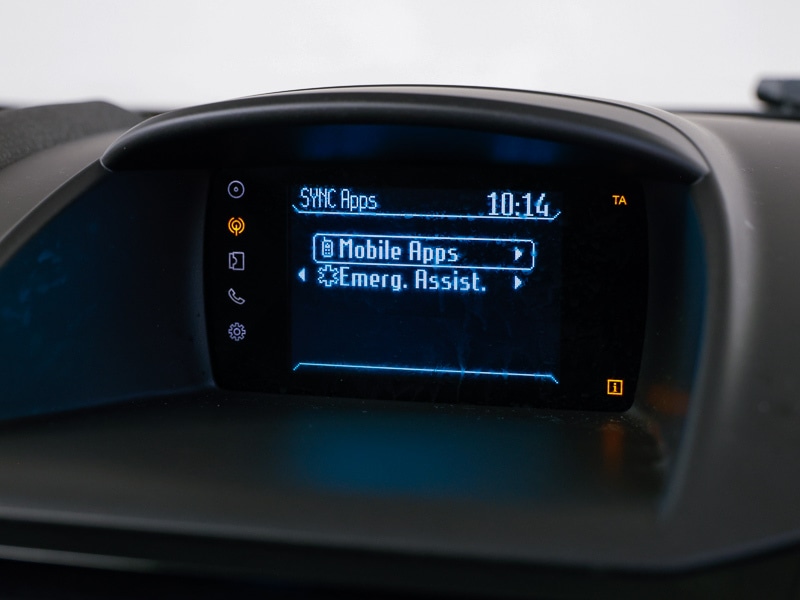 SYNC Apps 10:14
TA
Mobile Apps
Emerg. Assist.
i